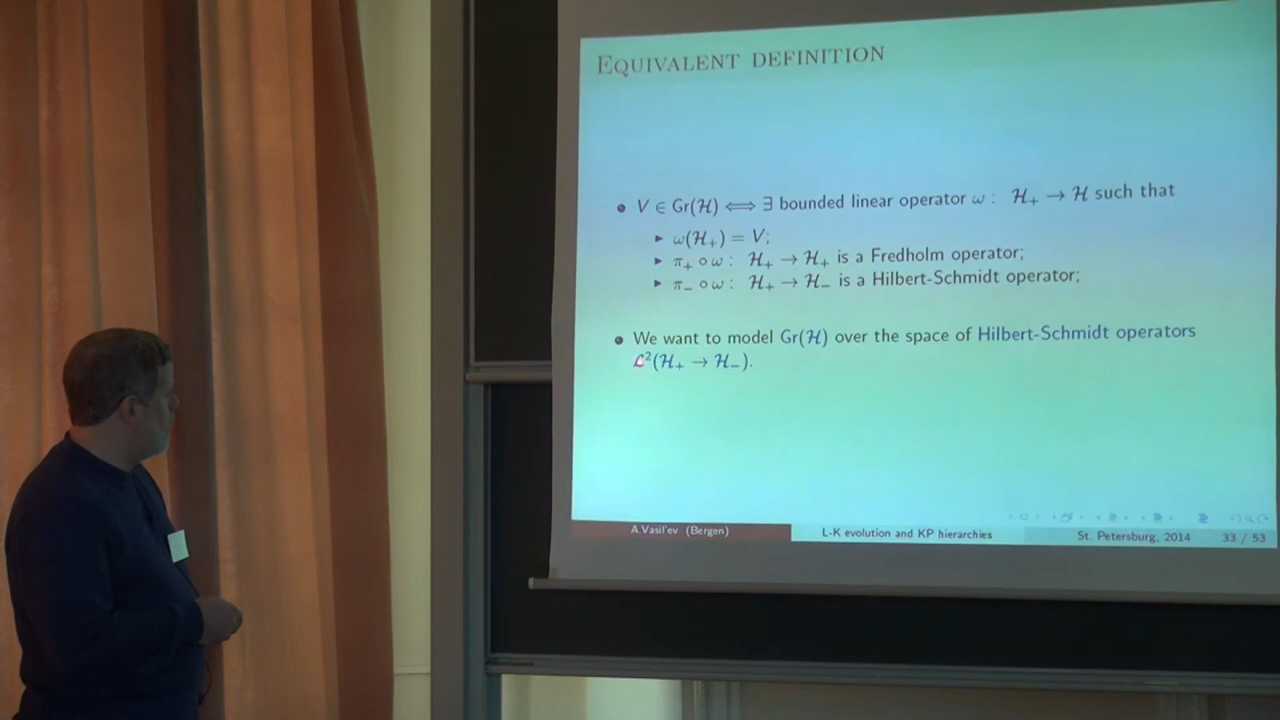 EQUIVALENT DEFINITION
• V ∈ Gr(ℋ) ⟺ ∃ bounded linear operator ω : ℋ₊ → ℋ such that
▶ ω(ℋ₊) = V;
▶ π₊ ∘ ω : ℋ₊ → ℋ₊ is a Fredholm operator;
▶ π₋ ∘ ω : ℋ₊ → ℋ₋ is a Hilbert-Schmidt operator;
• We want to model Gr(ℋ) over the space of Hilbert-Schmidt operators
ℒ²(ℋ₊ → ℋ₋).
A.Vasil'ev (Bergen) L-K evolution and KP hierarchies St. Petersburg, 2014 33 / 53